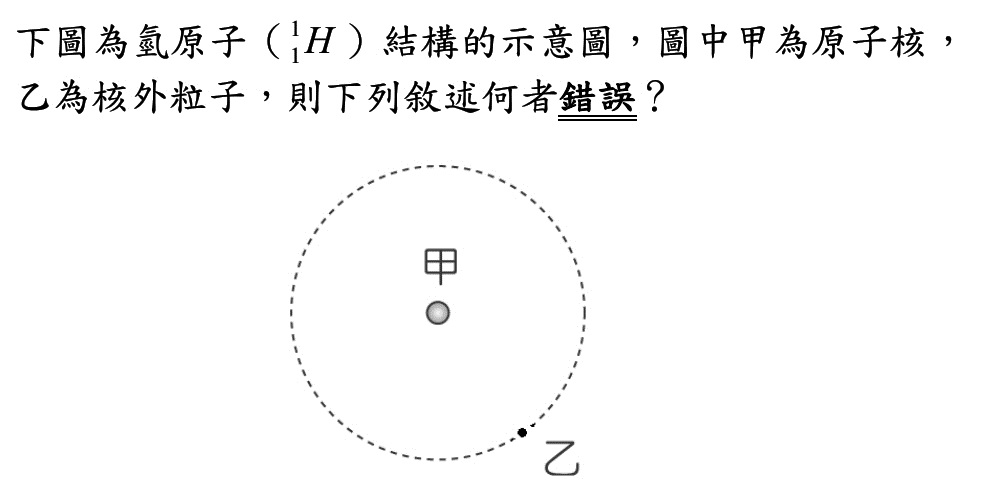 下圖為氫原子（${}^{1}_{1}H$）結構的示意圖，圖中甲為原子核，
乙為核外粒子，則下列敘述何者錯誤？
甲
乙